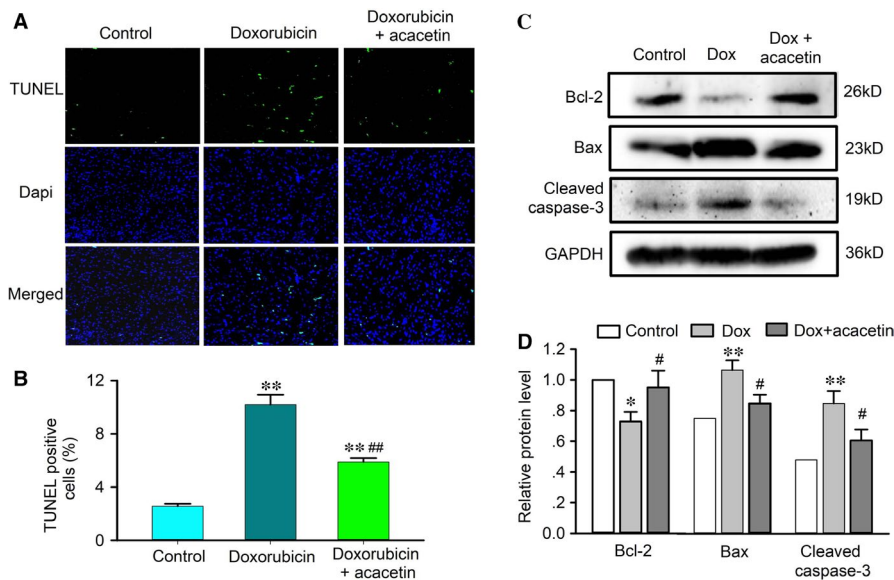 A
Control
Doxorubicin
Doxorubicin
+ acacetin
TUNEL
Dapi
Merged
B
TUNEL positive
cells (%)
12
8
4
0
**
** ##
Control
Doxorubicin
Doxorubicin
+ acacetin
C
Control
Dox
Dox +
acacetin
Bcl-2
26kD
Bax
23kD
Cleaved
caspase-3
19kD
GAPDH
36kD
D
Control
Dox
Dox+acacetin
Relative protein level
1.2
1.0
.8
.6
.4
.2
0.0
*
#
**
#
**
#
Bcl-2
Bax
Cleaved
caspase-3